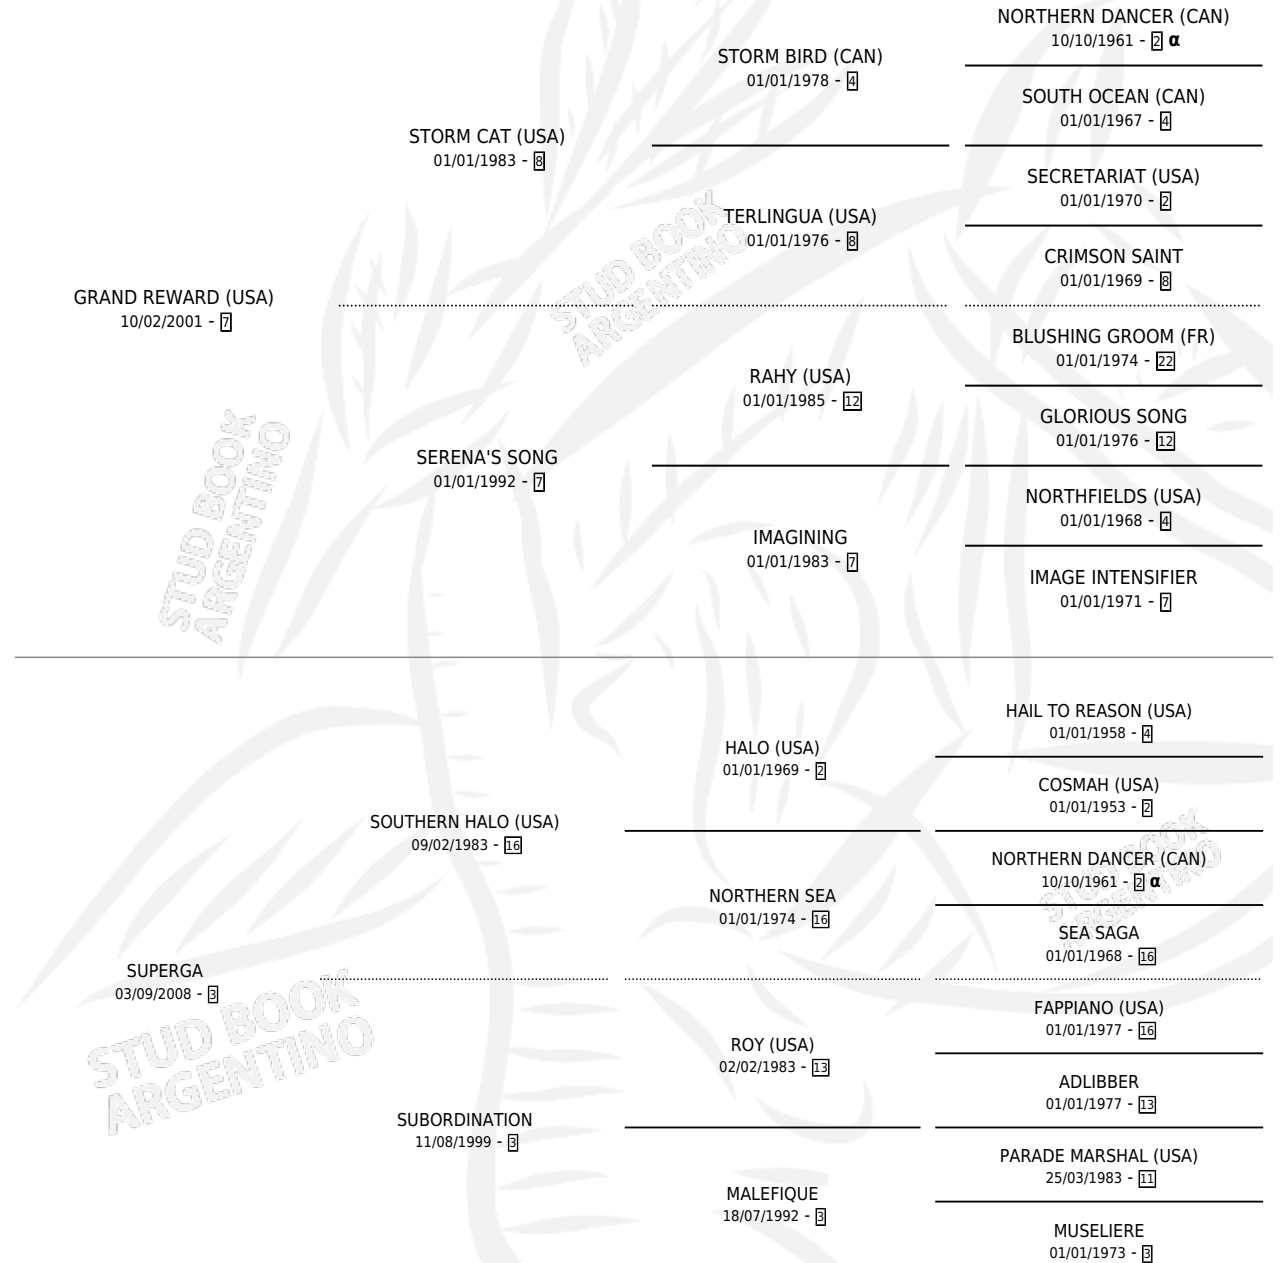 NORTHERN DANCER (CAN)
10/10/1961 - 2 α
STORM BIRD (CAN)
01/01/1978 - 4
SOUTH OCEAN (CAN)
01/01/1967 - 4
STORM CAT (USA)
01/01/1983 - 8
SECRETARIAT (USA)
01/01/1970 - 2
TERLINGUA (USA)
01/01/1976 - 8
CRIMSON SAINT
01/01/1969 - 8
STUD BOOK
ARGENTINO
GRAND REWARD (USA)
10/02/2001 - 7
BLUSHING GROOM (FR)
01/01/1974 - 22
RAHY (USA)
01/01/1985 - 12
GLORIOUS SONG
01/01/1976 - 12
SERENA'S SONG
01/01/1992 - 7
NORTHFIELDS (USA)
01/01/1968 - 4
IMAGINING
01/01/1983 - 7
IMAGE INTENSIFIER
01/01/1971 - 7
STUD BOOK
ARGENTINO
HAIL TO REASON (USA)
01/01/1958 - 4
HALO (USA)
01/01/1969 - 2
COSMAH (USA)
01/01/1953 - 2
SOUTHERN HALO (USA)
09/02/1983 - 16
NORTHERN DANCER (CAN)
10/10/1961 - 2 α
NORTHERN SEA
01/01/1974 - 16
SEA SAGA
01/01/1968 - 16
STUD BOOK
ARGENTINO
SUPERGA
03/09/2008 - 3
FAPPIANO (USA)
01/01/1977 - 16
ROY (USA)
02/02/1983 - 13
ADLIBBER
01/01/1977 - 13
SUBORDINATION
11/08/1999 - 3
PARADE MARSHAL (USA)
25/03/1983 - 11
MALEFIQUE
18/07/1992 - 3
MUSELIERE
01/01/1973 - 3
STUD BOOK
ARGENTINO